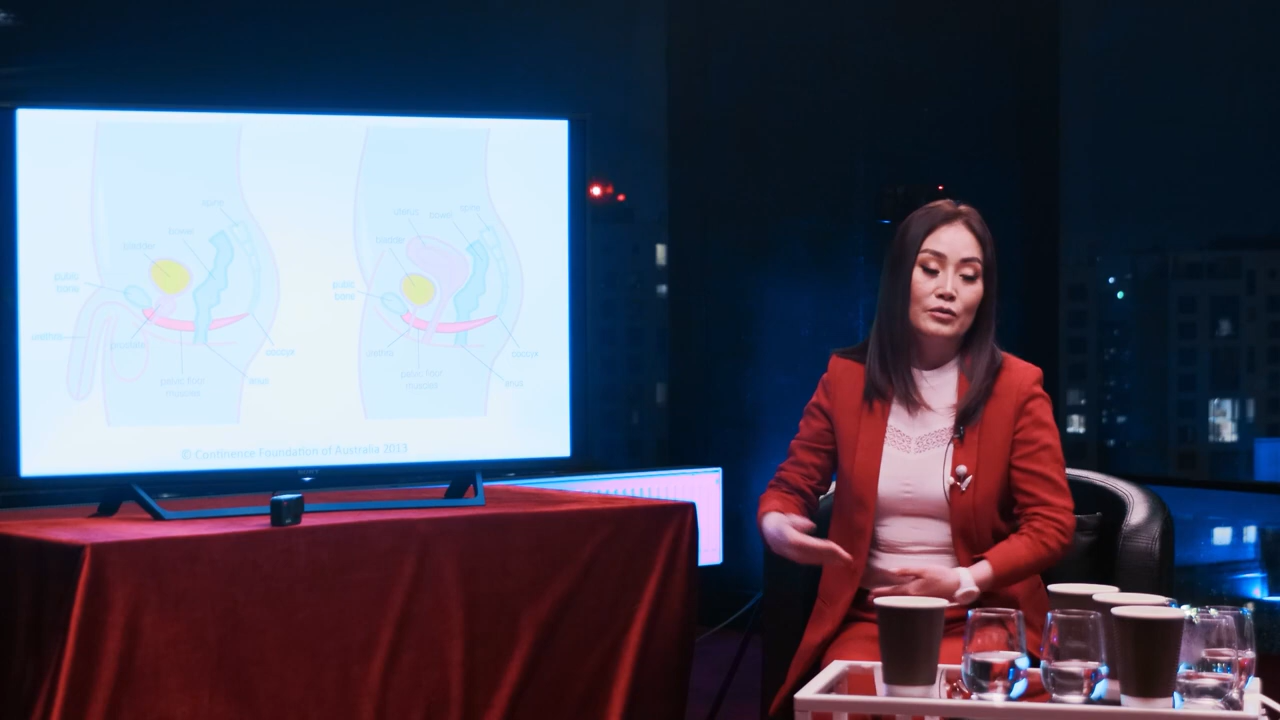 spine
bowel
bladder
pubic
bone
urethra
prostate
coccyx
pelvic floor
muscles
anus
uterus
bowel
spine
bladder
pubic
bone
urethra
coccyx
pelvic floor
muscles
anus
© Continence Foundation of Australia 2013
SONY